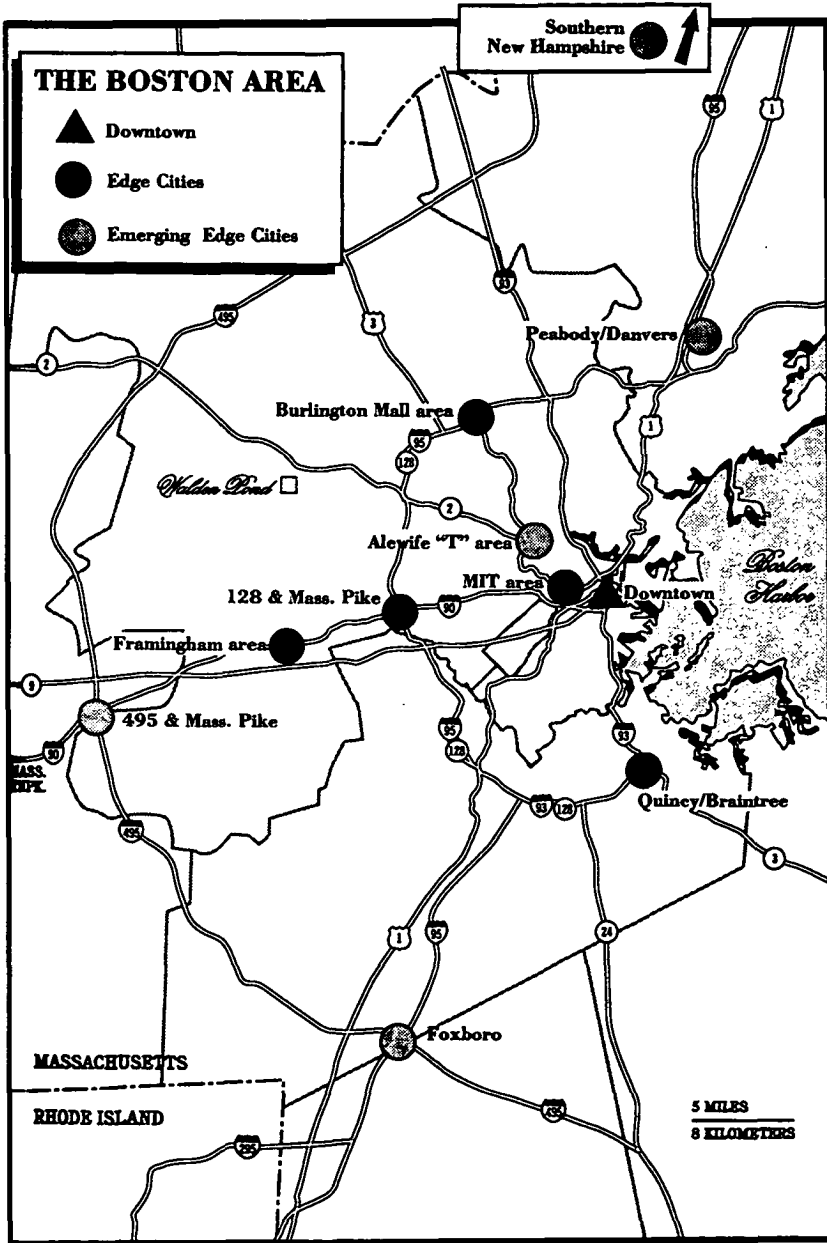 Southern
New Hampshire
THE BOSTON AREA
Downtown
Edge Cities
Emerging Edge Cities
95
1
93
495
3
2
Peabody/Danvers
Burlington Mall area
1
95
128
Walden Pond
2
Alewife "T" area
MIT area
Boston
Harbor
Downtown
128 & Mass. Pike
90
Framingham area
9
495 & Mass. Pike
95
128
93
90
MASS.
TNPK.
Quincy/Braintree
93
128
495
3
1
95
24
Foxboro
MASSACHUSETTS
RHODE ISLAND
495
295
5 MILES
8 KILOMETERS